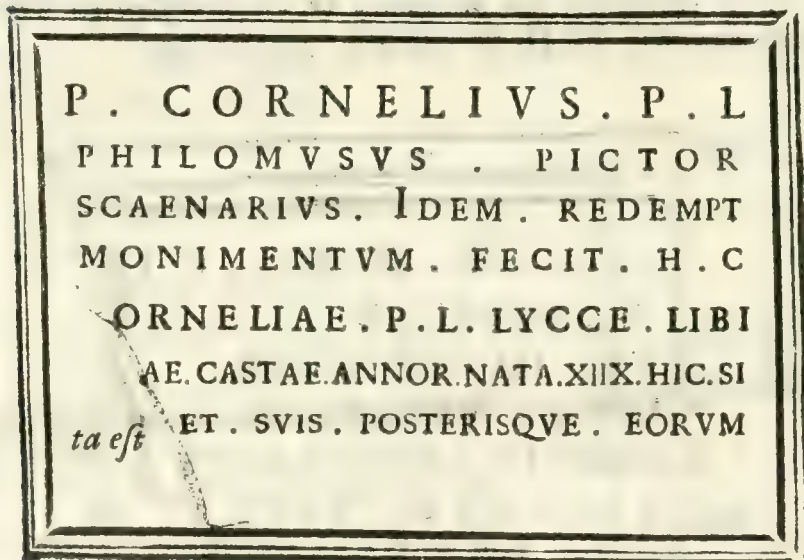 P. CORNELIVS. P. L
PHILOMVSVS. PICTOR
SCAENARIVS. IDEM. REDEMPT
MONIMENTVM. FECIT. H. C
ORNELIAE. P. L. LYCCE. LIBI
AE. CASTAE. ANNOR. NATA. XIIX. HIC. SI
ta eſt ET. SVIS. POSTERISQVE. EORVM